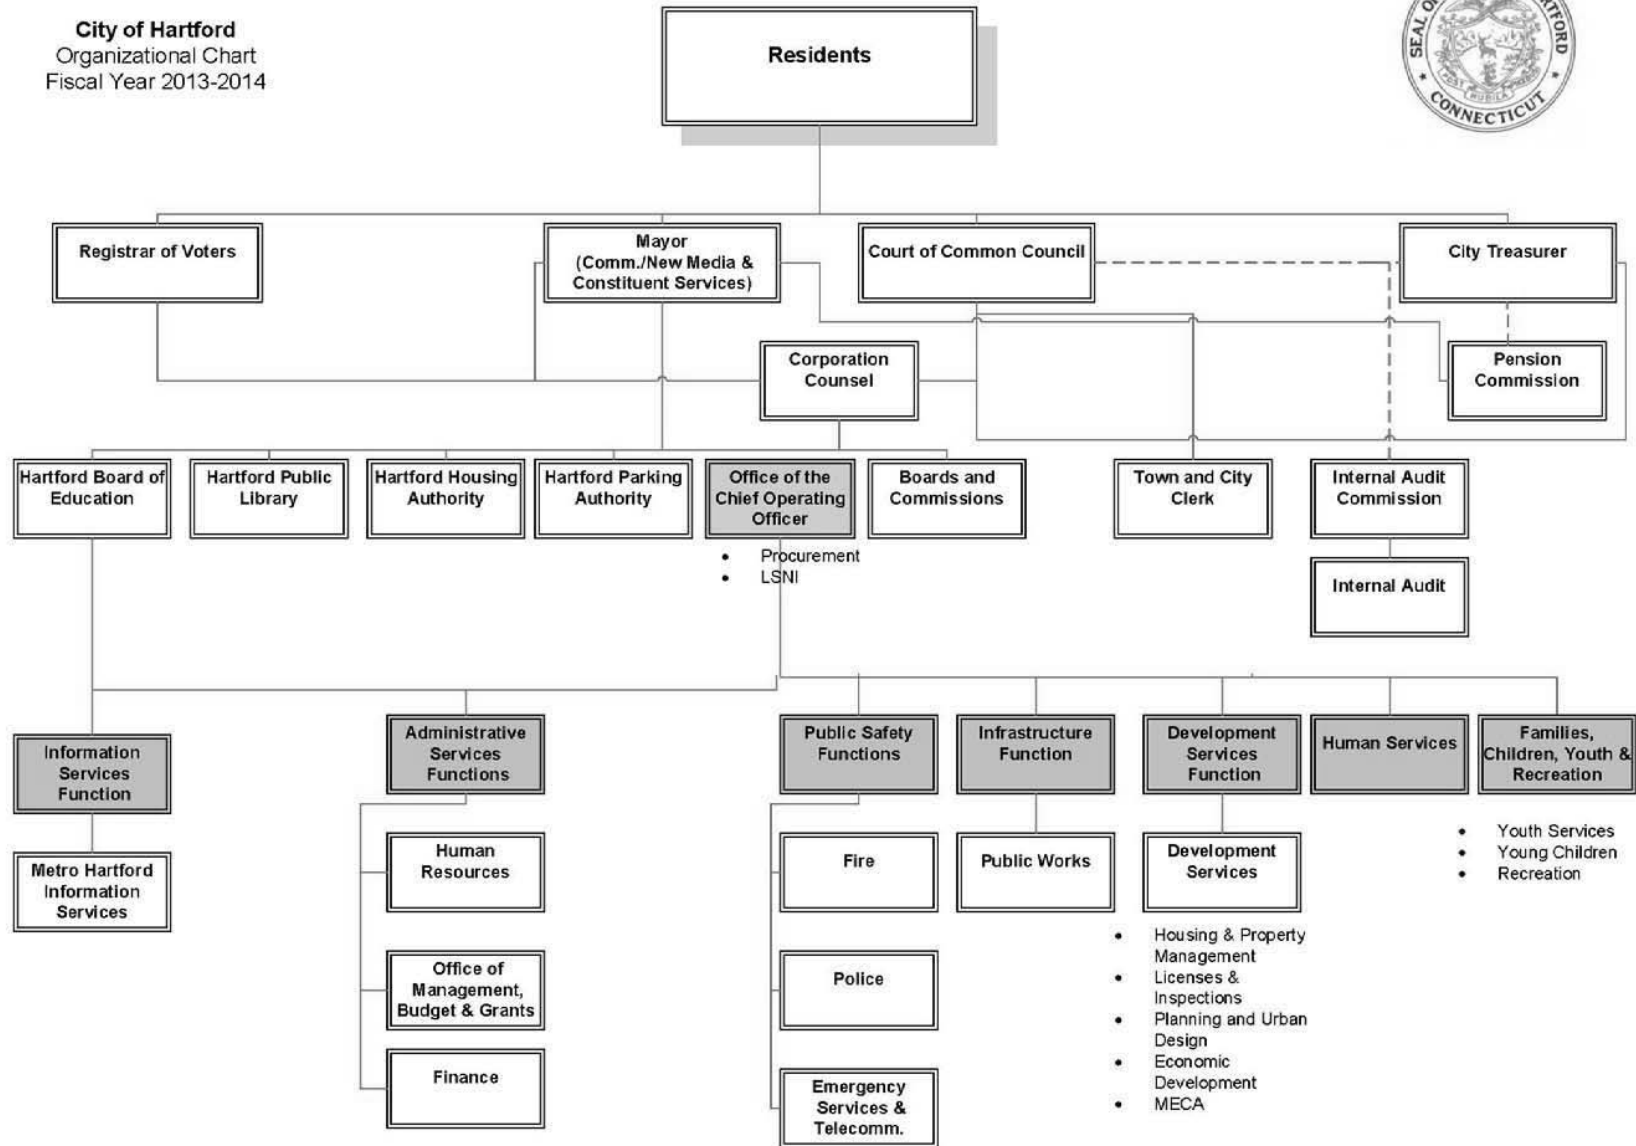 City of Hartford
Organizational Chart
Fiscal Year 2013-2014
Residents
CONNECTICUT
Registrar of Voters
Mayor
(Comm./New Media &
Constituent Services)
Court of Common Council
City Treasurer
Corporation
Counsel
Pension
Commission
Hartford Board of
Education
Hartford Public
Library
Hartford Housing
Authority
Hartford Parking
Authority
Office of the
Chief Operating
Officer
Boards and
Commissions
Town and City
Clerk
Internal Audit
Commission
• Procurement
• LSNI
Internal Audit
Information
Services
Function
Administrative
Services
Functions
Public Safety
Functions
Infrastructure
Function
Development
Services
Function
Human Services
Families,
Children, Youth &
Recreation
Metro Hartford
Information
Services
Human
Resources
Fire
Public Works
Development
Services
• Youth Services
• Young Children
• Recreation
Office of
Management,
Budget & Grants
Police
• Housing & Property
Management
• Licenses &
Inspections
• Planning and Urban
Design
• Economic
Development
• MECA
Finance
Emergency
Services &
Telecomm.